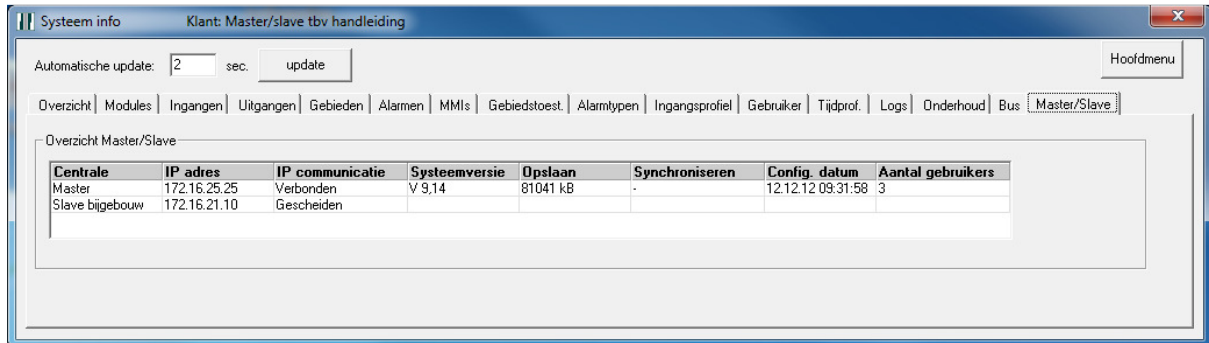 Systeem info Klant: Master/slave tbv handleiding
Automatische update: 2 sec. update Hoofdmenu
Overzicht Modules Ingangen Uitgangen Gebieden Alarmen MMIs Gebiedstoest. Alarmtypen Ingangsprofiel Gebruiker Tijdprof. Logs Onderhoud Bus Master/Slave
Overzicht Master/Slave
Centrale IP adres IP communicatie Systeemversie Opslaan Synchroniseren Config. datum Aantal gebruikers
Master 172.16.25.25 Verbonden V 9,14 81041 kB - 12.12.12 09:31:58 3
Slave bijgebouw 172.16.21.10 Gescheiden